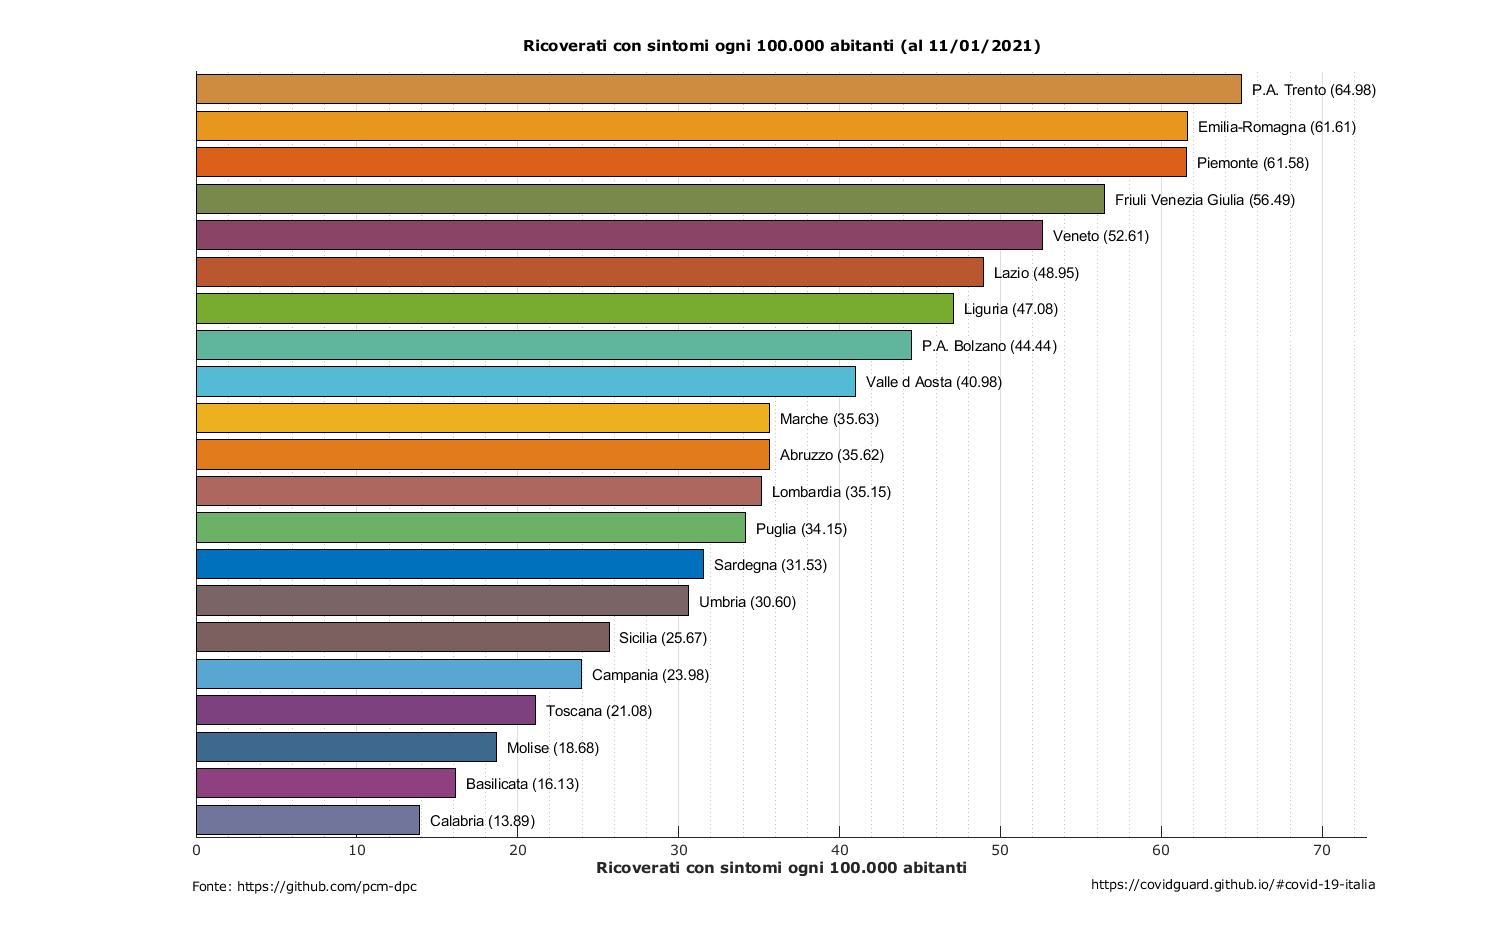 Ricoverati con sintomi ogni 100.000 abitanti (al 11/01/2021)
P.A. Trento (64.98)
Emilia-Romagna (61.61)
Piemonte (61.58)
Friuli Venezia Giulia (56.49)
Veneto (52.61)
Lazio (48.95)
Liguria (47.08)
P.A. Bolzano (44.44)
Valle d Aosta (40.98)
Marche (35.63)
Abruzzo (35.62)
Lombardia (35.15)
Puglia (34.15)
Sardegna (31.53)
Umbria (30.60)
Sicilia (25.67)
Campania (23.98)
Toscana (21.08)
Molise (18.68)
Basilicata (16.13)
Calabria (13.89)
0 10 20 30 40 50 60 70
Ricoverati con sintomi ogni 100.000 abitanti
Fonte: https://github.com/pcm-dpc
https://covidguard.github.io/#covid-19-italia